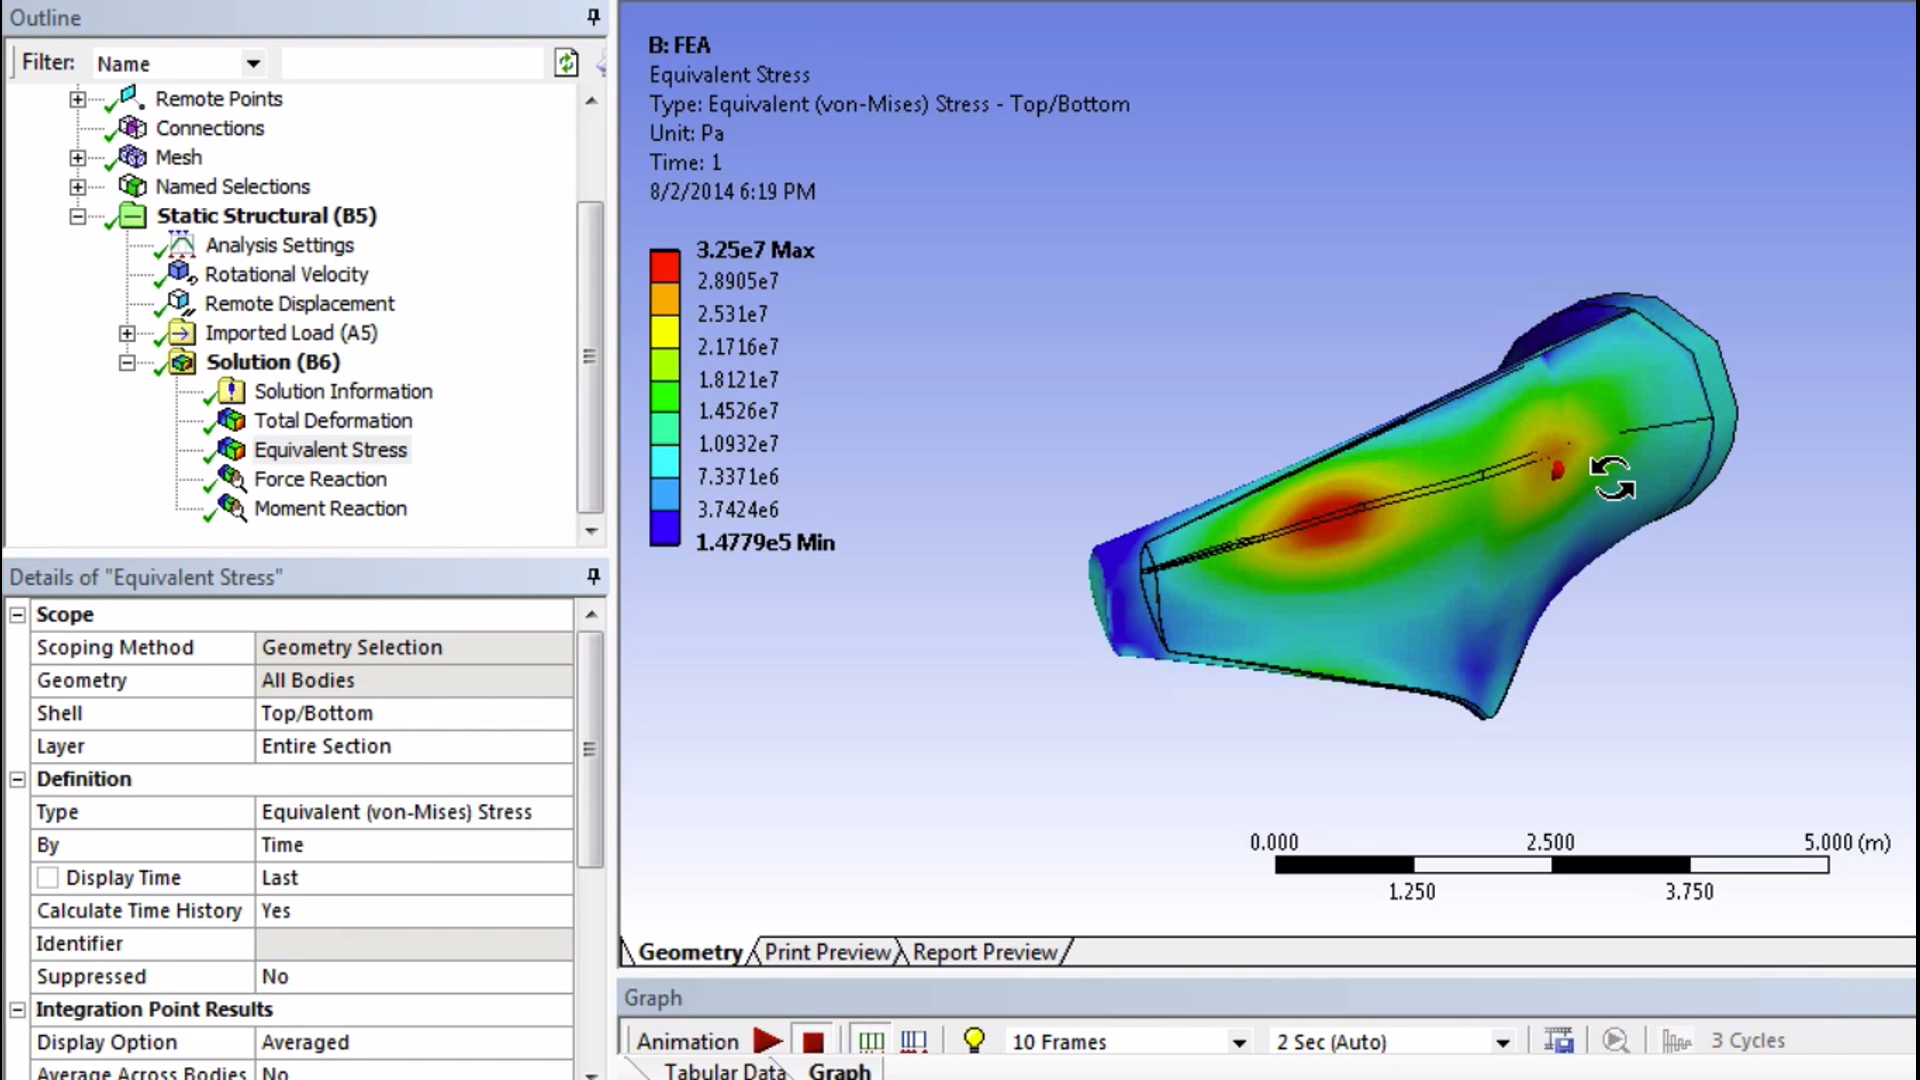 Outline
Filter: Name
Remote Points
Connections
Mesh
Named Selections
Static Structural (B5)
Analysis Settings
Rotational Velocity
Remote Displacement
Imported Load (A5)
Solution (B6)
Solution Information
Total Deformation
Equivalent Stress
Force Reaction
Moment Reaction
Details of "Equivalent Stress"
Scope
Scoping Method Geometry Selection
Geometry All Bodies
Shell Top/Bottom
Layer Entire Section
Definition
Type Equivalent (von-Mises) Stress
By Time
Display Time Last
Calculate Time History Yes
Identifier
Suppressed No
Integration Point Results
Display Option Averaged
Average Across Bodies No
B: FEA
Equivalent Stress
Type: Equivalent (von-Mises) Stress - Top/Bottom
Unit: Pa
Time: 1
8/2/2014 6:19 PM
3.25e7 Max
2.8905e7
2.531e7
2.1716e7
1.8121e7
1.4526e7
1.0932e7
7.3371e6
3.7424e6
1.4779e5 Min
0.000 2.500 5.000 (m)
1.250 3.750
Geometry Print Preview Report Preview
Graph
Animation 10 Frames 2 Sec (Auto) 3 Cycles
Tabular Data Graph